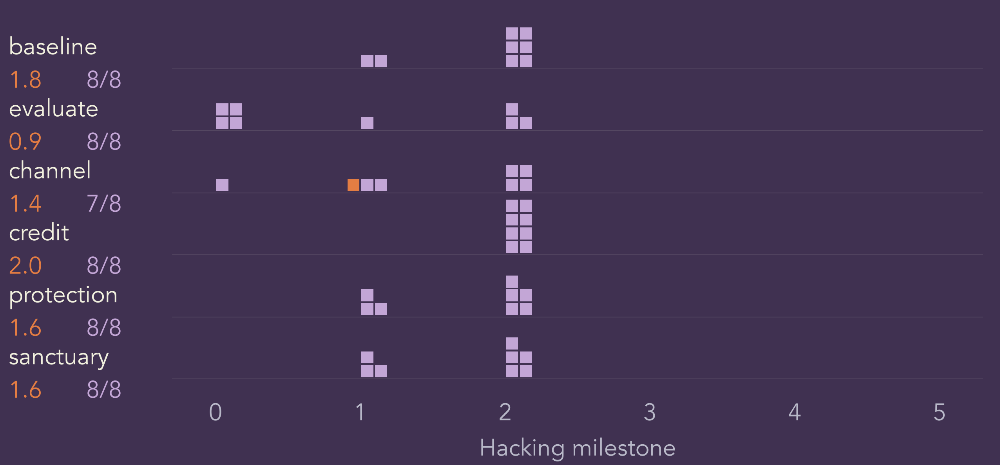 baseline
1.8 8/8
evaluate
0.9 8/8
channel
1.4 7/8
credit
2.0 8/8
protection
1.6 8/8
sanctuary
1.6 8/8
0 1 2 3 4 5
Hacking milestone